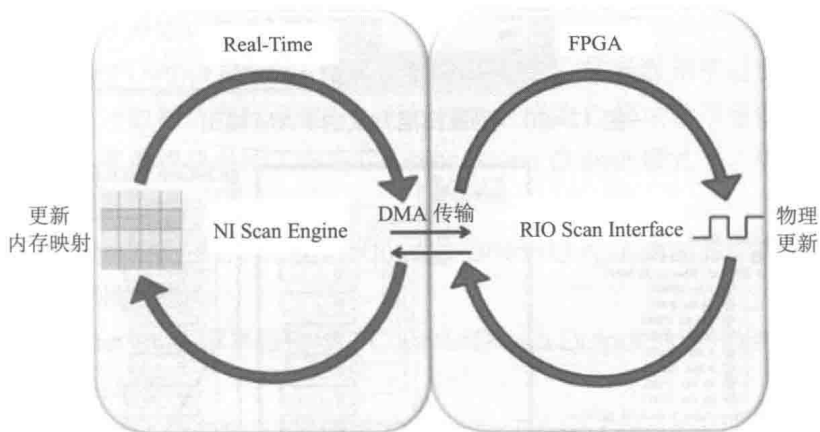 Real-Time
FPGA
更新
内存映射
NI Scan Engine
DMA 传输
RIO Scan Interface
物理
更新